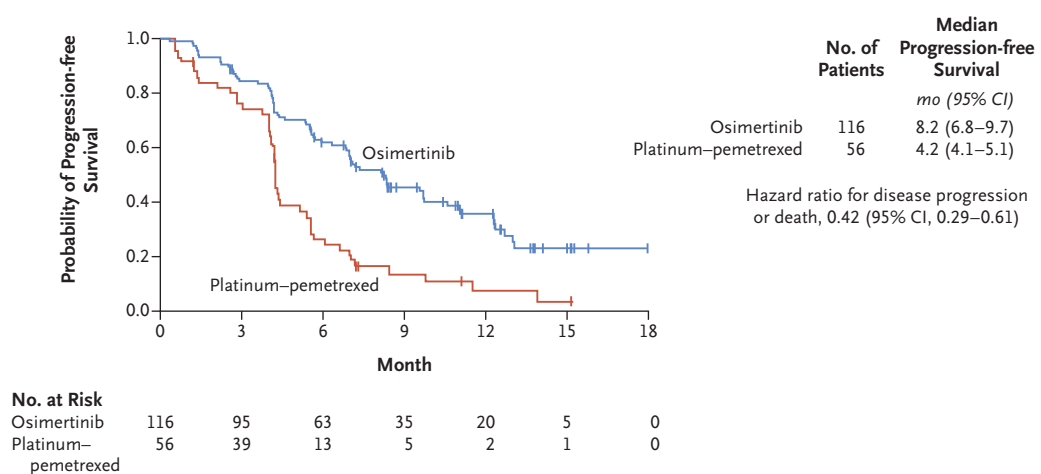 Probability of Progression-free
Survival
1.0
0.8
0.6
0.4
0.2
0.0
Osimertinib
Platinum–pemetrexed
0 3 6 9 12 15 18
Month
Median
No. of Progression-free
Patients Survival
mo (95% CI)
Osimertinib 116 8.2 (6.8–9.7)
Platinum–pemetrexed 56 4.2 (4.1–5.1)
Hazard ratio for disease progression
or death, 0.42 (95% CI, 0.29–0.61)
No. at Risk
Osimertinib 116 95 63 35 20 5 0
Platinum– 56 39 13 5 2 1 0
pemetrexed